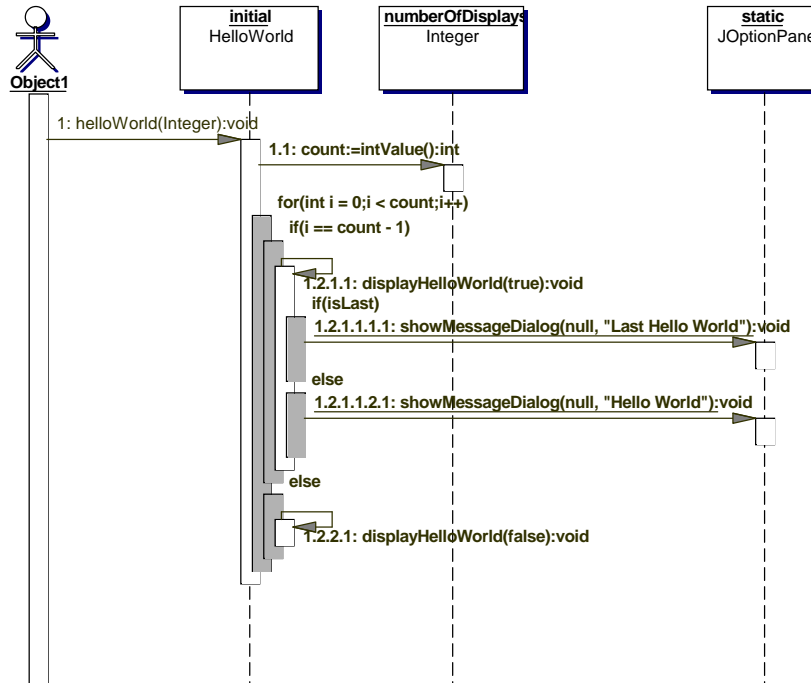 initial
HelloWorld
numberOfDisplays
Integer
static
JOptionPane
Object1
1: helloWorld(Integer):void
1.1: count:=intValue():int
for(int i = 0;i < count;i++)
if(i == count - 1)
1.2.1.1: displayHelloWorld(true):void
if(isLast)
1.2.1.1.1.1: showMessageDialog(null, "Last Hello World"):void
else
1.2.1.1.2.1: showMessageDialog(null, "Hello World"):void
else
1.2.2.1: displayHelloWorld(false):void